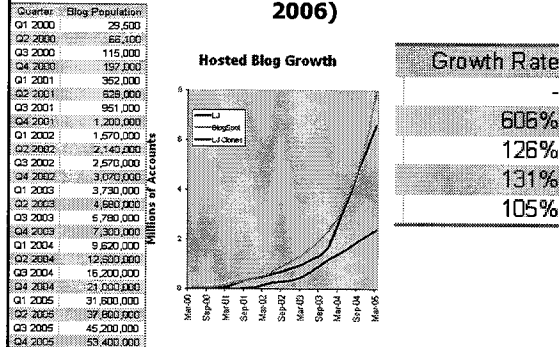 2006)
Quarter Blog Population
Q1 2000 29,500
Q2 2000 66,100
Q3 2000 115,000
Q4 2000 197,000
Q1 2001 352,000
Q2 2001 628,000
Q3 2001 951,000
Q4 2001 1,200,000
Q1 2002 1,570,000
Q2 2002 2,140,000
Q3 2002 2,570,000
Q4 2002 3,070,000
Q1 2003 3,730,000
Q2 2003 4,680,000
Q3 2003 5,780,000
Q4 2003 7,300,000
Q1 2004 9,620,000
Q2 2004 12,500,000
Q3 2004 16,200,000
Q4 2004 21,000,000
Q1 2005 31,600,000
Q2 2005 37,800,000
Q3 2005 45,200,000
Q4 2005 53,400,000
Hosted Blog Growth
Millions of Accounts
LJ
BlogSpot
LJ Clones
8
6
4
2
0
Mar-00
Sep-00
Mar-01
Sep-01
Mar-02
Sep-02
Mar-03
Sep-03
Mar-04
Sep-04
Mar-05
Growth Rate
-
606%
126%
131%
105%